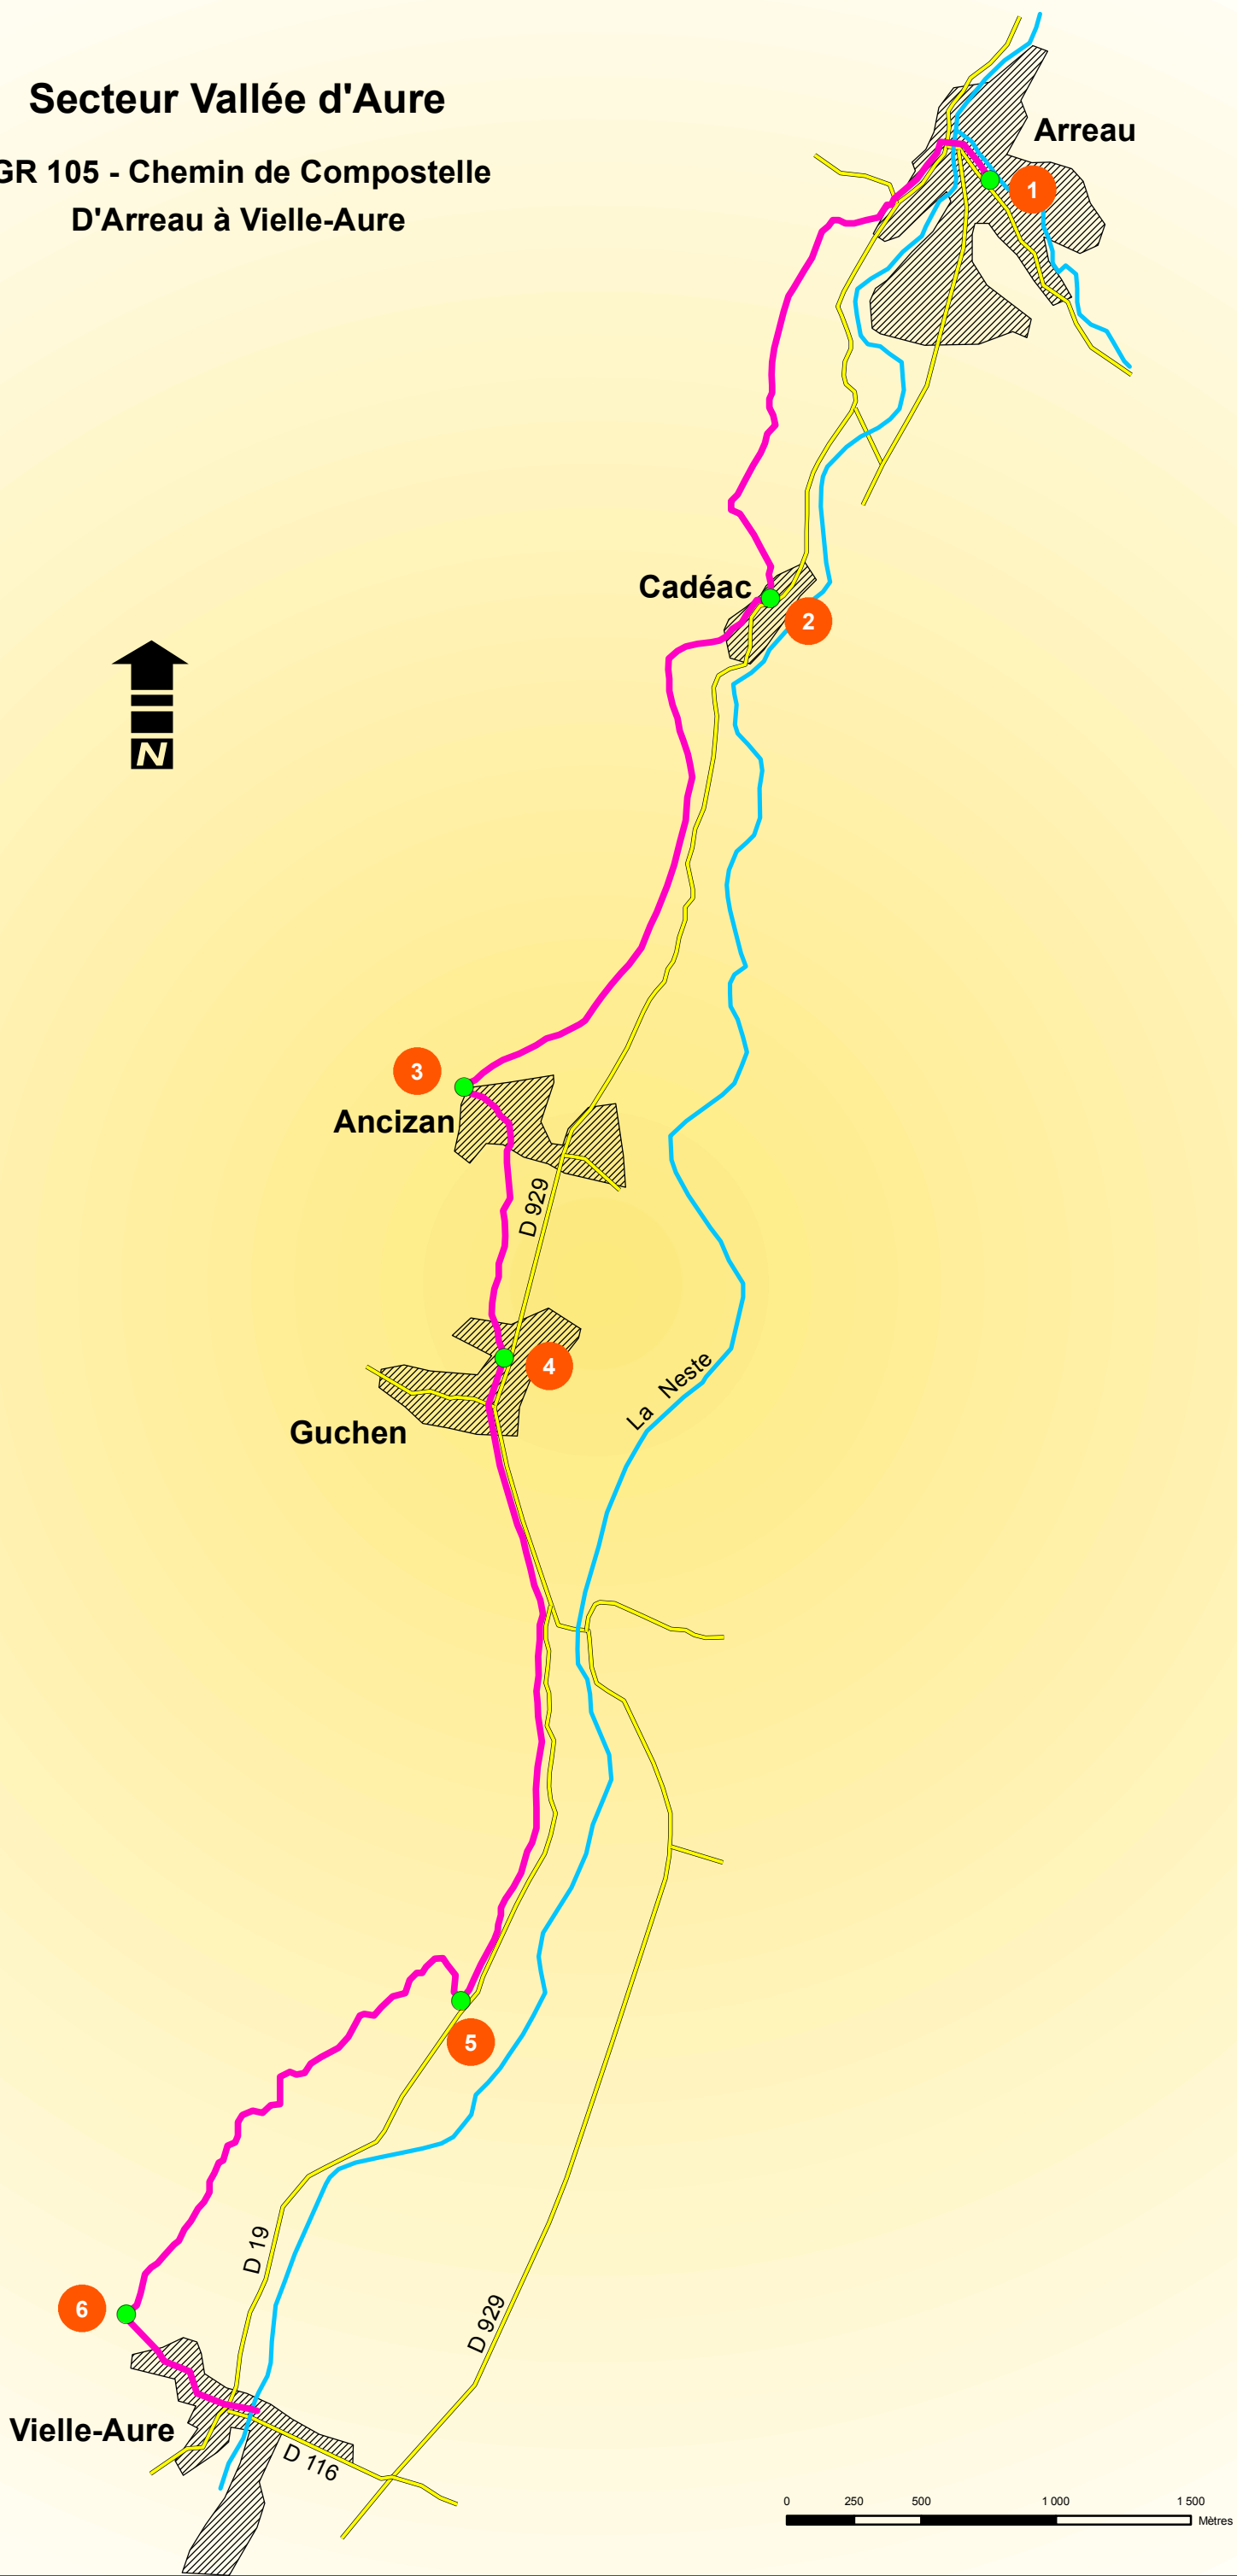 Secteur Vallée d'Aure
GR 105 - Chemin de Compostelle
D'Arreau à Vielle-Aure
Arreau
1
Cadéac
2
N
3
Ancizan
D 929
4
Guchen
La Neste
5
D 19
6
D 929
Vielle-Aure
D 116
0 250 500 1 000 1 500
Mètres